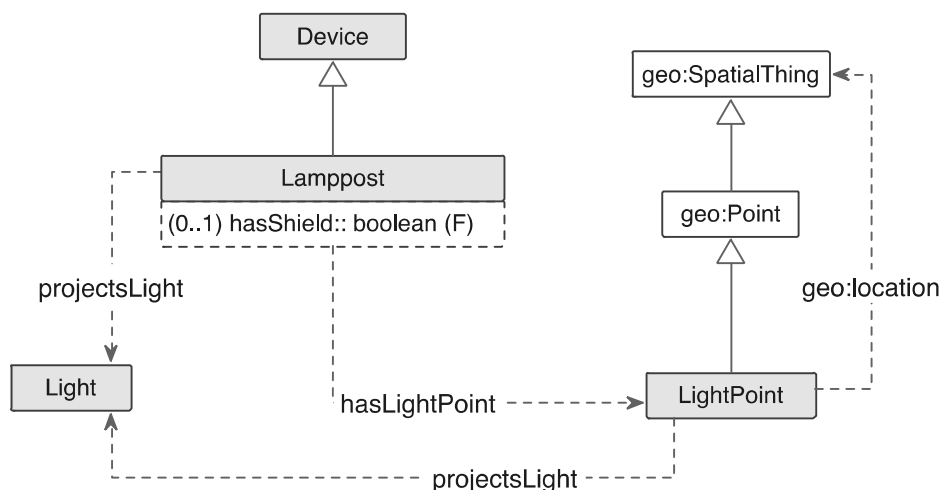 Device
geo:SpatialThing
Lamppost
geo:Point
(0..1) hasShield:: boolean (F)
projectsLight
geo:location
Light
LightPoint
hasLightPoint
projectsLight